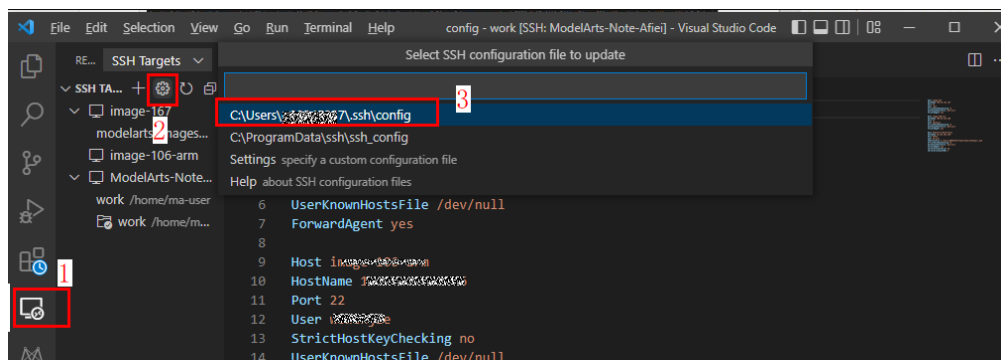 File Edit Selection View Go Run Terminal Help config - work [SSH: ModelArts-Note-Afiei] - Visual Studio Code
RE... SSH Targets
Select SSH configuration file to update
SSH TA...
3
image-167
C:\Users\ 7\.ssh\config
2
modelarts
C:\ProgramData\ssh\ssh_config
image-106-arm
Settings specify a custom configuration file
ModelArts-Note...
Help about SSH configuration files
work /home/ma-user
6 UserKnownHostsFile /dev/null
work /home/m...
7 ForwardAgent yes
8
1
9 Host
10 HostName
11 Port 22
12 User
13 StrictHostKeyChecking no
14 UserKnownHostsFile /dev/null